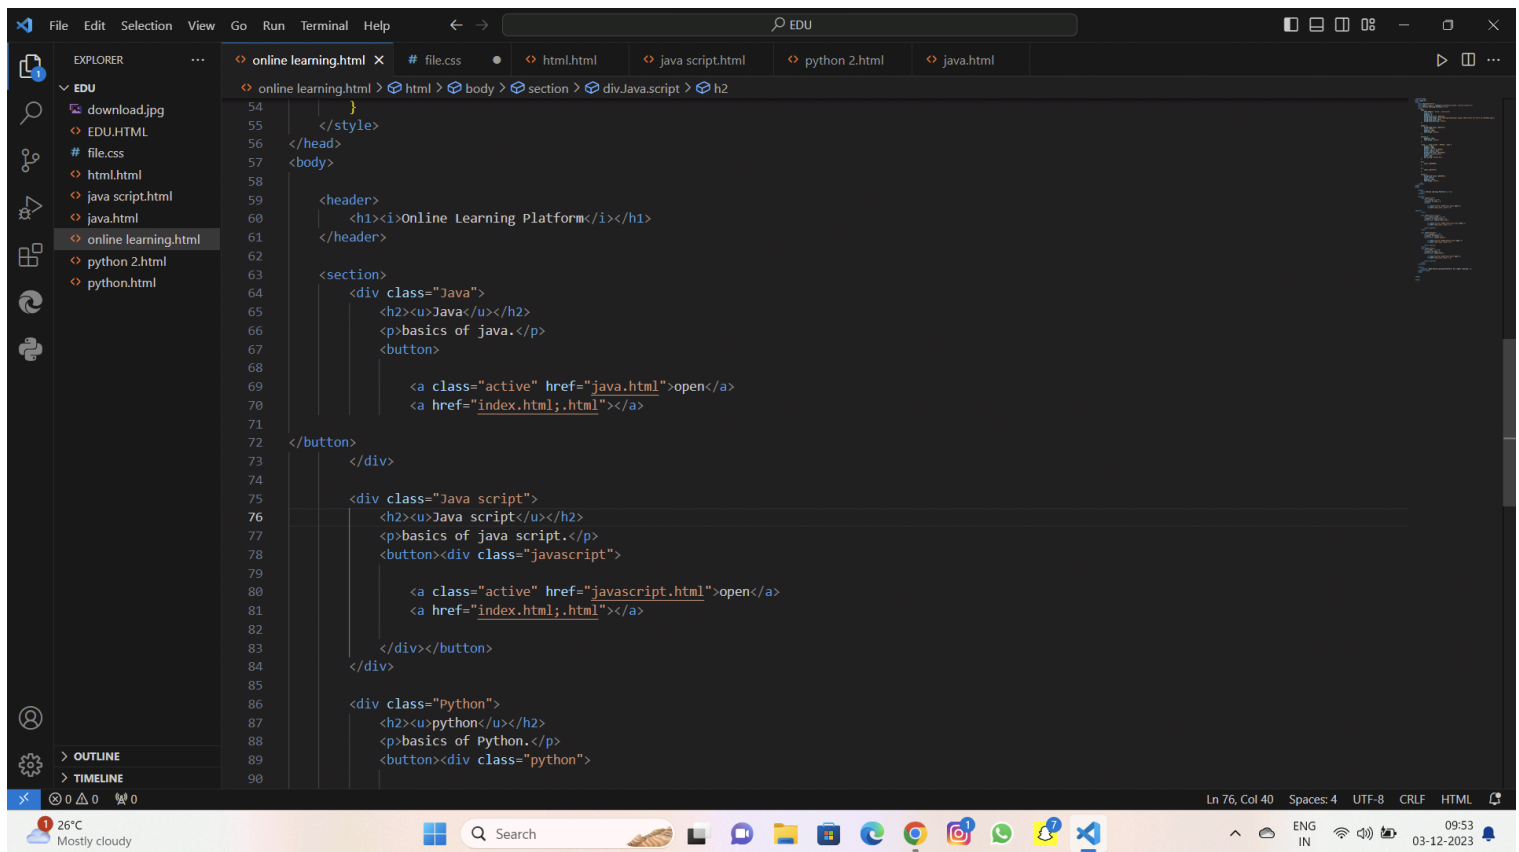 File Edit Selection View Go Run Terminal Help EDU
EXPLORER
online learning.html file.css html.html java script.html python 2.html java.html
EDU
download.jpg
EDU.HTML
file.css
html.html
java script.html
java.html
online learning.html
python 2.html
python.html
OUTLINE
TIMELINE
online learning.html > html > body > section > div.Java.script > h2
54 }
55 </style>
56 </head>
57 <body>
58
59 <header>
60 <h1><i>Online Learning Platform</i></h1>
61 </header>
62
63 <section>
64 <div class="Java">
65 <h2><u>Java</u></h2>
66 <p>basics of java.</p>
67 <button>
68
69 <a class="active" href="java.html">open</a>
70 <a href="index.html;.html"></a>
71
72 </button>
73 </div>
74
75 <div class="Java script">
76 <h2><u>Java script</u></h2>
77 <p>basics of java script.</p>
78 <button><div class="javascript">
79
80 <a class="active" href="javascript.html">open</a>
81 <a href="index.html;.html"></a>
82
83 </div></button>
84 </div>
85
86 <div class="Python">
87 <h2><u>python</u></h2>
88 <p>basics of Python.</p>
89 <button><div class="python">
90
0 0 0 Ln 76, Col 40 Spaces: 4 UTF-8 CRLF HTML
1 26°C
Mostly cloudy
Search
1
7
ENG
IN
09:53
03-12-2023